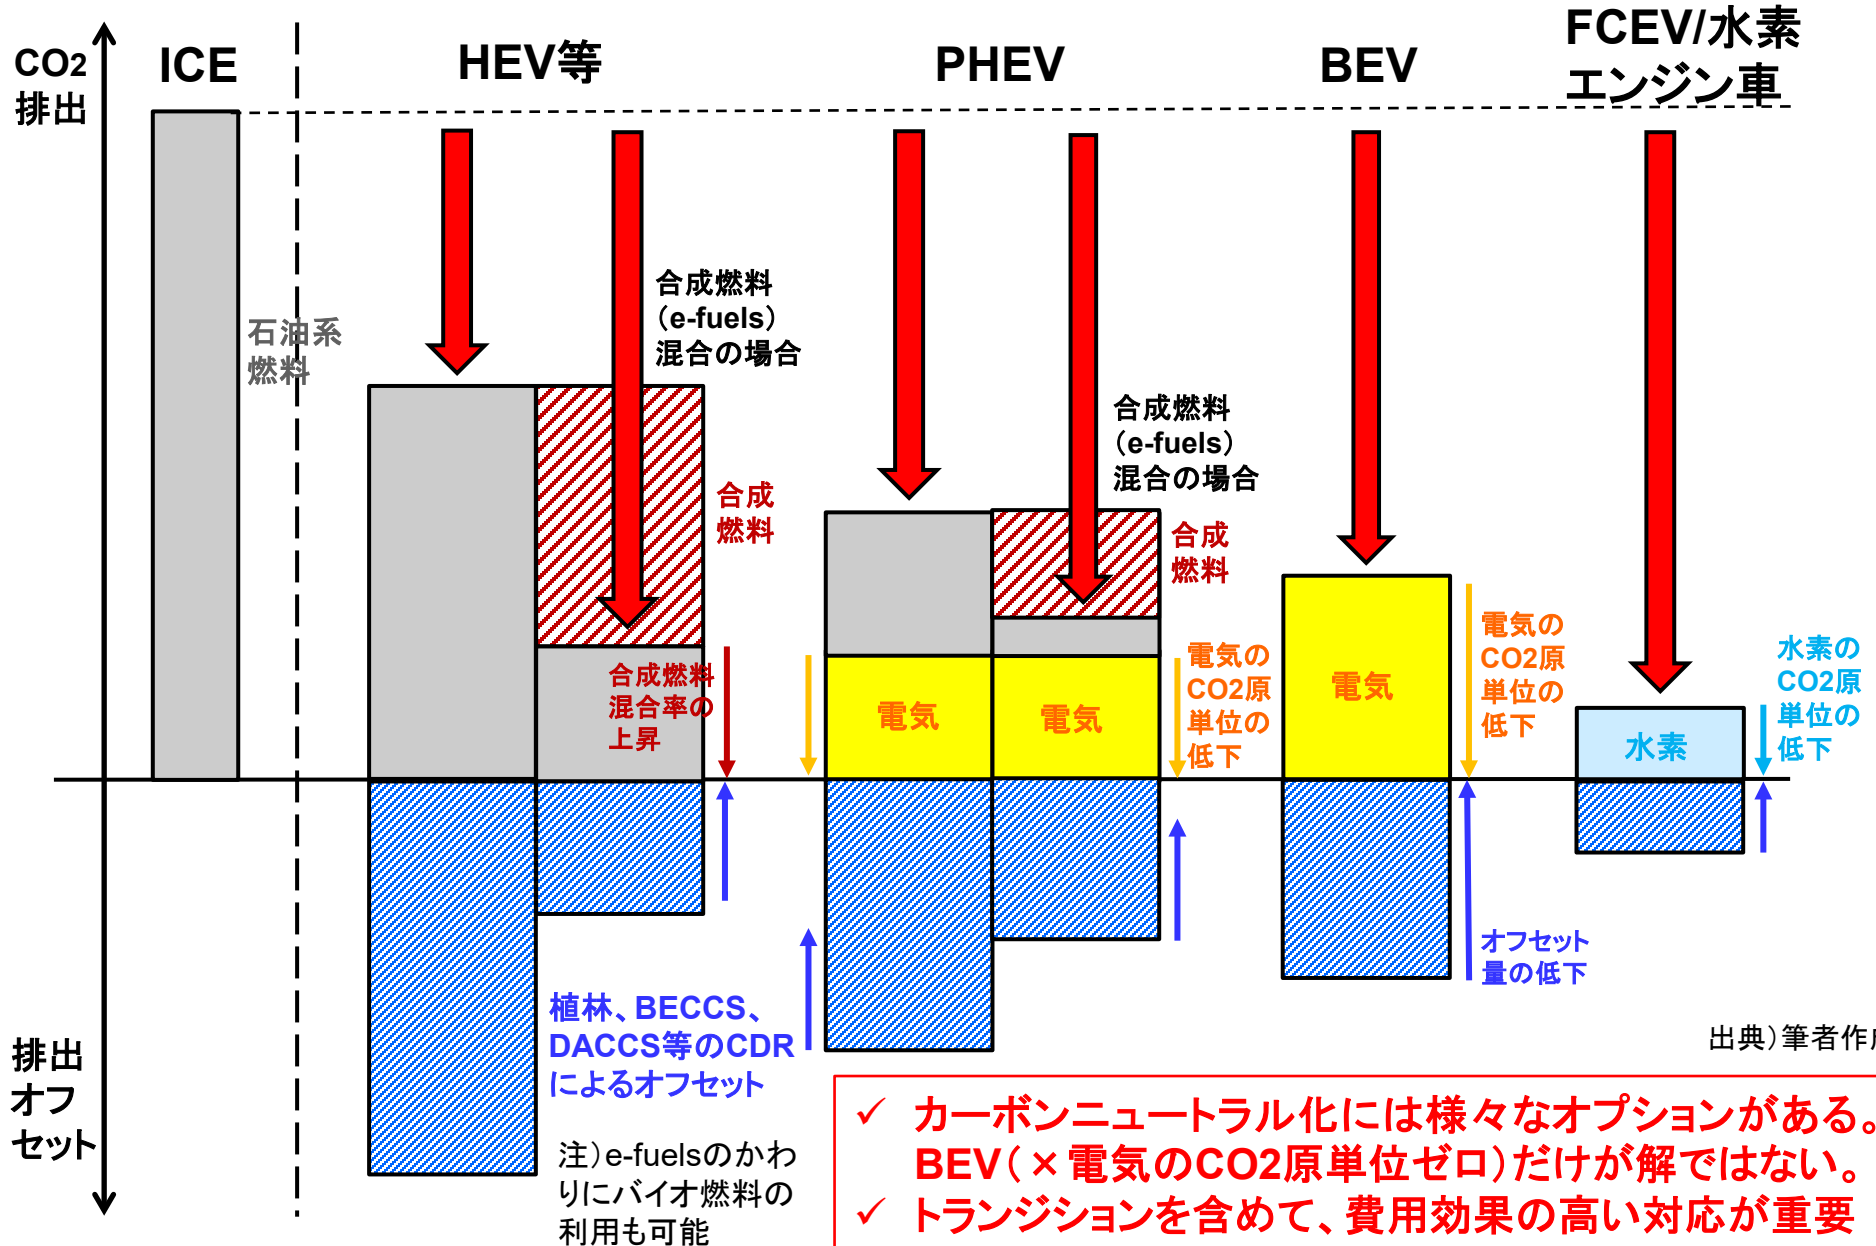 CO2
排出
ICE
HEV等
PHEV
BEV
FCEV/水素
エンジン車
石油系
燃料
合成燃料
（e-fuels）
混合の場合
合成
燃料
合成燃料
混合率の
上昇
合成燃料
（e-fuels）
混合の場合
合成
燃料
電気
電気
電気の
CO2原
単位の
低下
電気
電気の
CO2原
単位の
低下
水素
水素の
CO2原
単位の
低下
オフセット
量の低下
植林、BECCS、
DACCS等のCDR
によるオフセット
排出
オフ
セット
注）e-fuelsのかわ
りにバイオ燃料の
利用も可能
出典）筆者作成
✓ カーボンニュートラル化には様々なオプションがある。
BEV（×電気のCO2原単位ゼロ）だけが解ではない。
✓ トランジションを含めて、費用効果の高い対応が重要